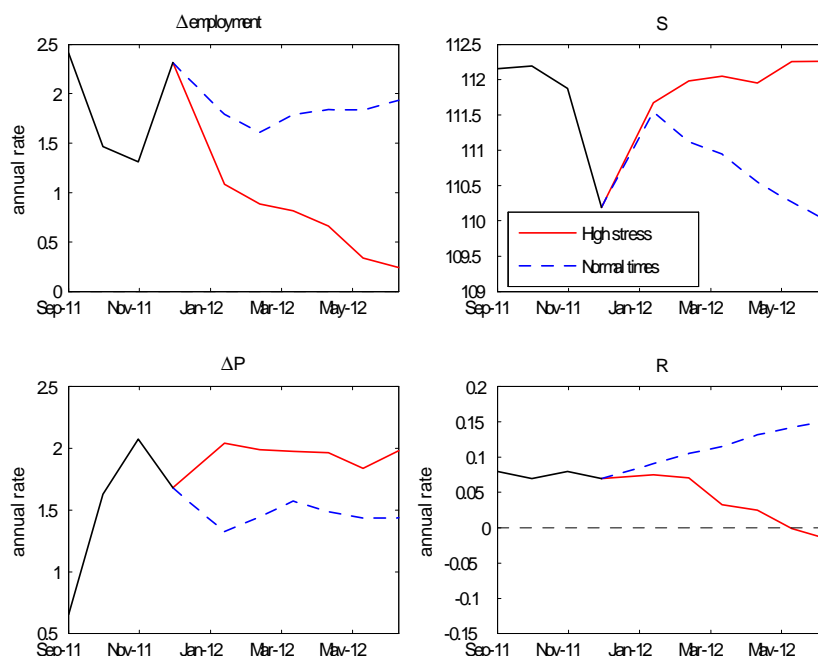 Δemployment
2.5
2
1.5
1
0.5
0
annual rate
Sep-11 Nov-11 Jan-12 Mar-12 May-12
S
112.5
112
111.5
111
110.5
110
109.5
109
High stress
Normal times
Sep-11 Nov-11 Jan-12 Mar-12 May-12
ΔP
2.5
2
1.5
1
0.5
annual rate
Sep-11 Nov-11 Jan-12 Mar-12 May-12
R
0.2
0.15
0.1
0.05
0
-0.05
-0.1
-0.15
annual rate
Sep-11 Nov-11 Jan-12 Mar-12 May-12